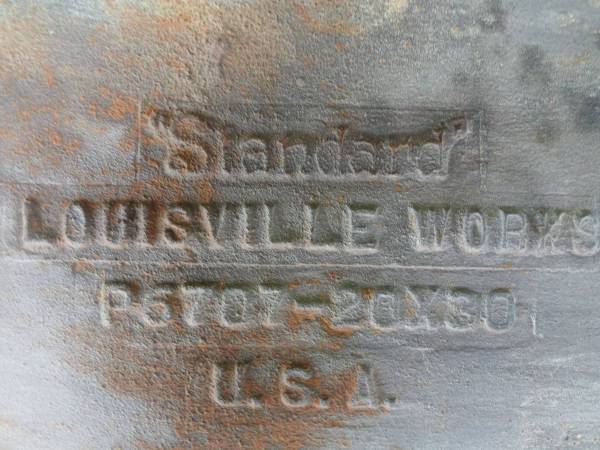 "Standard"
LOUISVILLE WORKS
P6707-20X30
U.S.A.